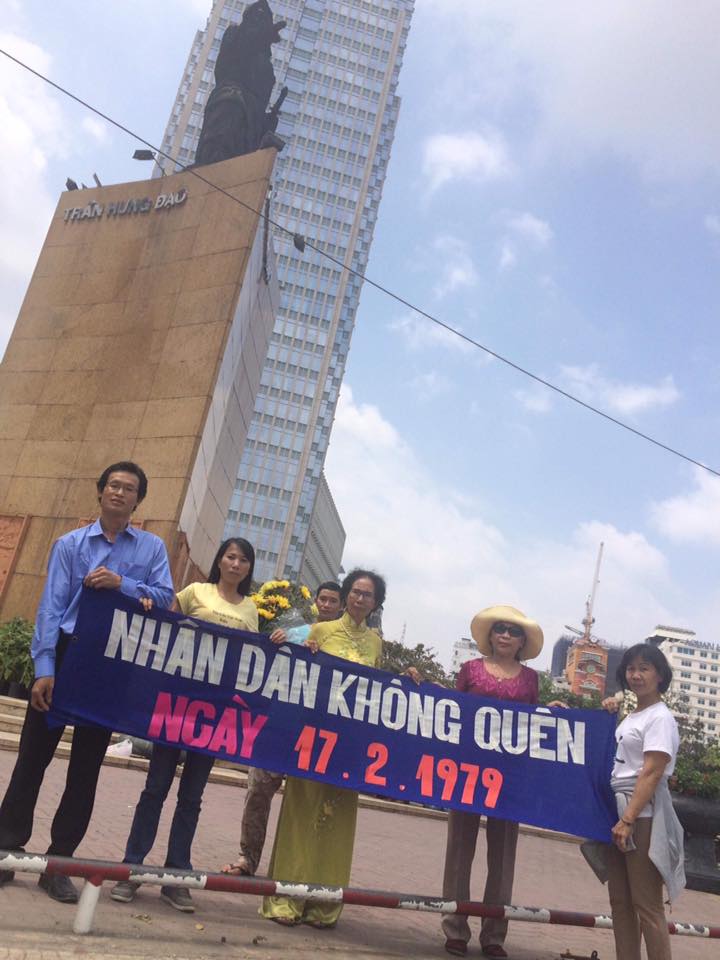 TRẦN HƯNG ĐẠO
NHÂN DÂN KHÔNG QUÊN
NGÀY 17.2.1979